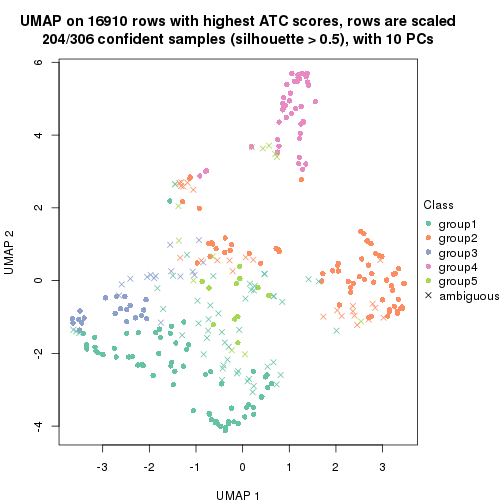 UMAP on 16910 rows with highest ATC scores, rows are scaled
204/306 confident samples (silhouette > 0.5), with 10 PCs
6
4
2
0
-2
-4
UMAP 2
-3
-2
-1
0
1
2
3
UMAP 1
Class
group1
group2
group3
group4
group5
ambiguous